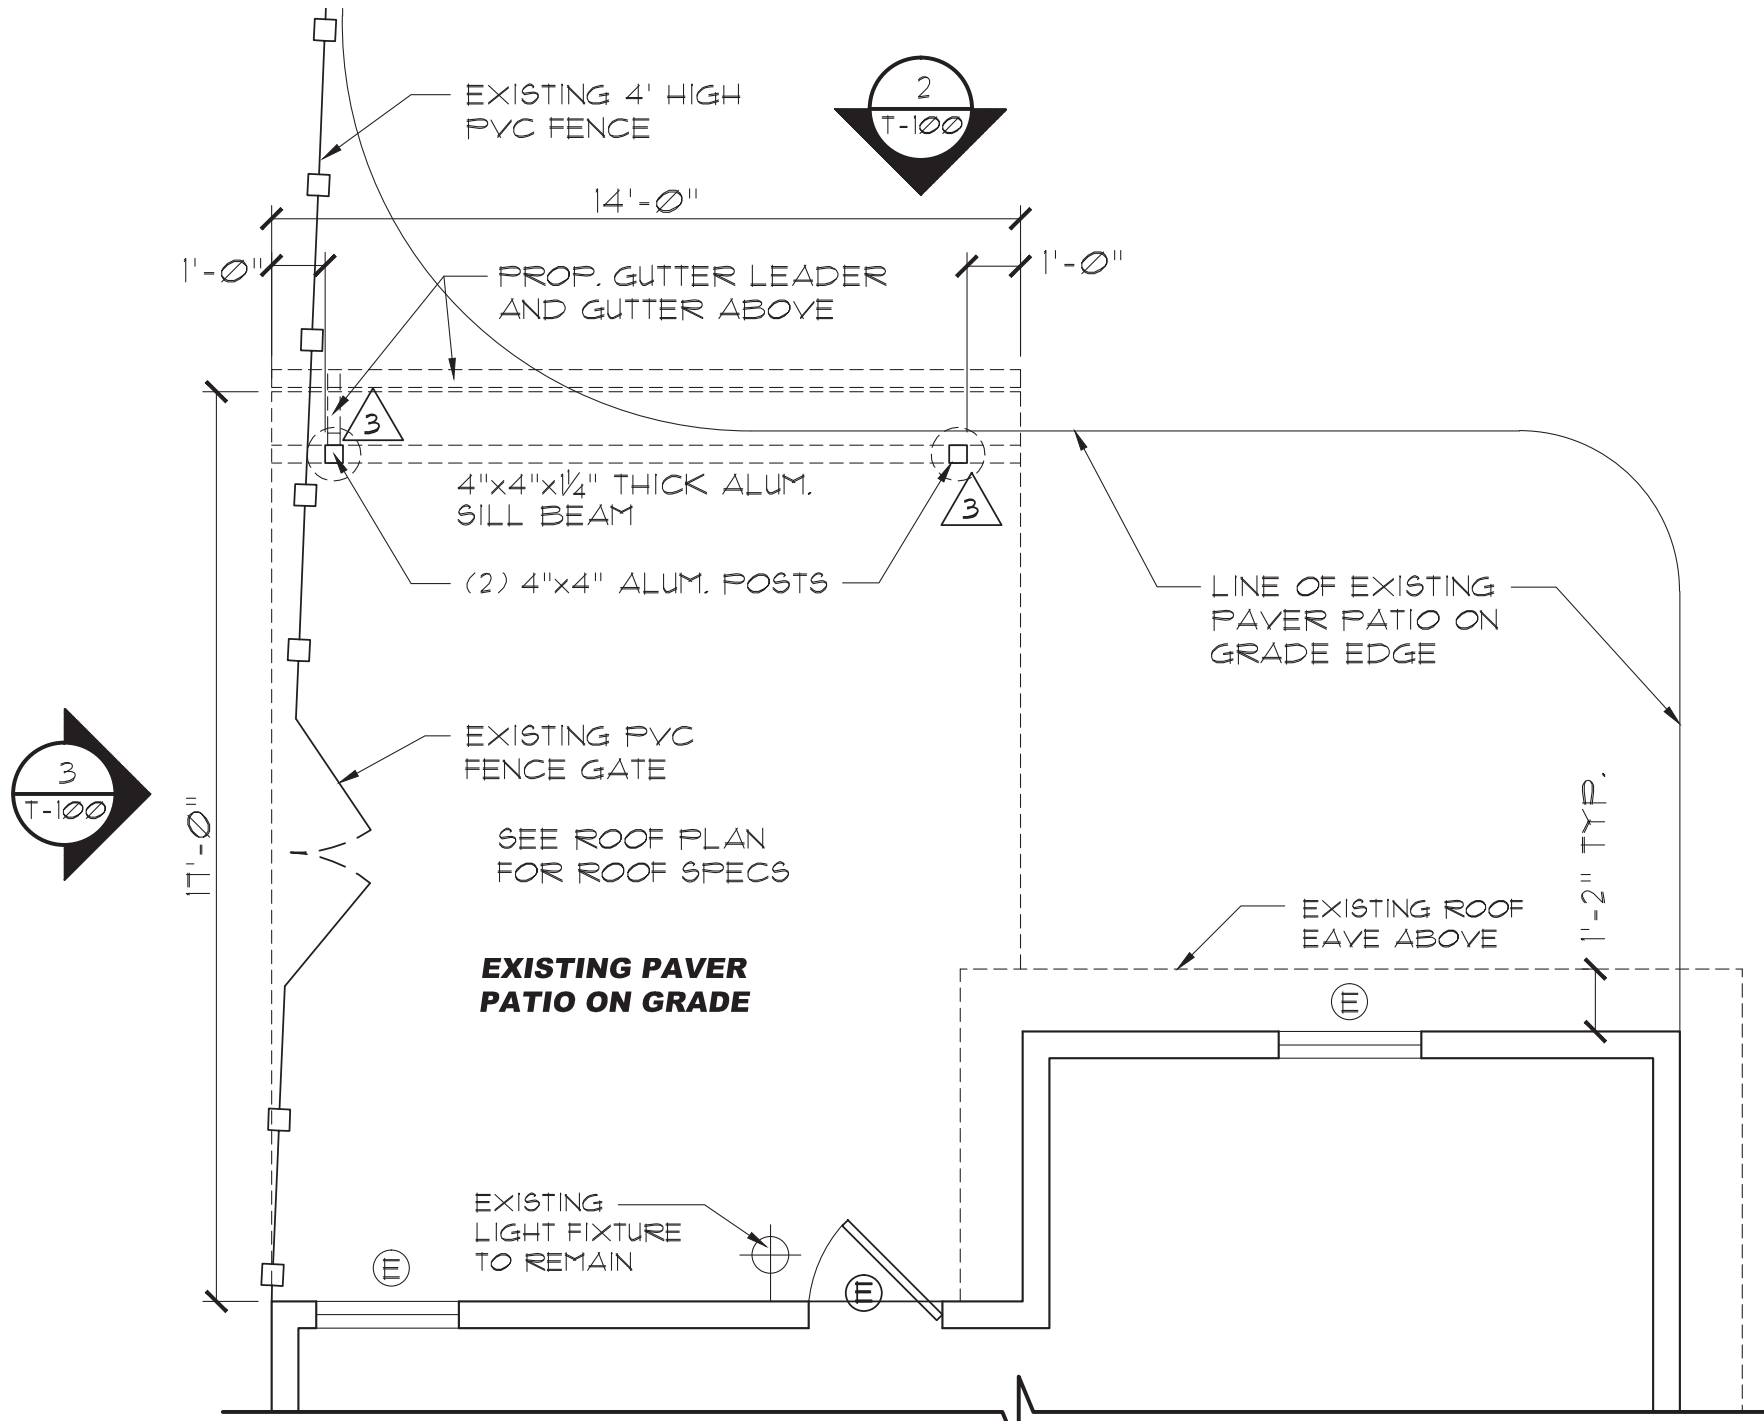 EXISTING 4' HIGH
PVC FENCE
2
T-100
14'-0"
1'-0"
1'-0"
PROP. GUTTER LEADER
AND GUTTER ABOVE
3
4"x4"x1/4" THICK ALUM.
SILL BEAM
3
(2) 4"x4" ALUM. POSTS
LINE OF EXISTING
PAVER PATIO ON
GRADE EDGE
EXISTING PVC
FENCE GATE
3
T-100
17'-0"
SEE ROOF PLAN
FOR ROOF SPECS
1'-2" TYP.
EXISTING ROOF
EAVE ABOVE
EXISTING PAVER
PATIO ON GRADE
E
EXISTING
LIGHT FIXTURE
TO REMAIN
E
E